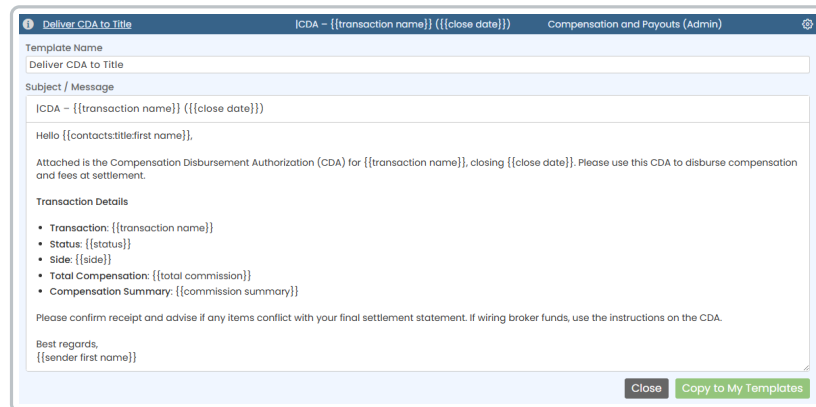 Deliver CDA to Title |CDA – {{transaction name}} ({{close date}}) Compensation and Payouts (Admin)
Template Name
Deliver CDA to Title
Subject / Message
|CDA – {{transaction name}} ({{close date}})
Hello {{contacts:title:first name}},
Attached is the Compensation Disbursement Authorization (CDA) for {{transaction name}}, closing {{close date}}. Please use this CDA to disburse compensation
and fees at settlement.
Transaction Details
• Transaction: {{transaction name}}
• Status: {{status}}
• Side: {{side}}
• Total Compensation: {{total commission}}
• Compensation Summary: {{commission summary}}
Please confirm receipt and advise if any items conflict with your final settlement statement. If wiring broker funds, use the instructions on the CDA.
Best regards,
{{sender first name}}
Close Copy to My Templates